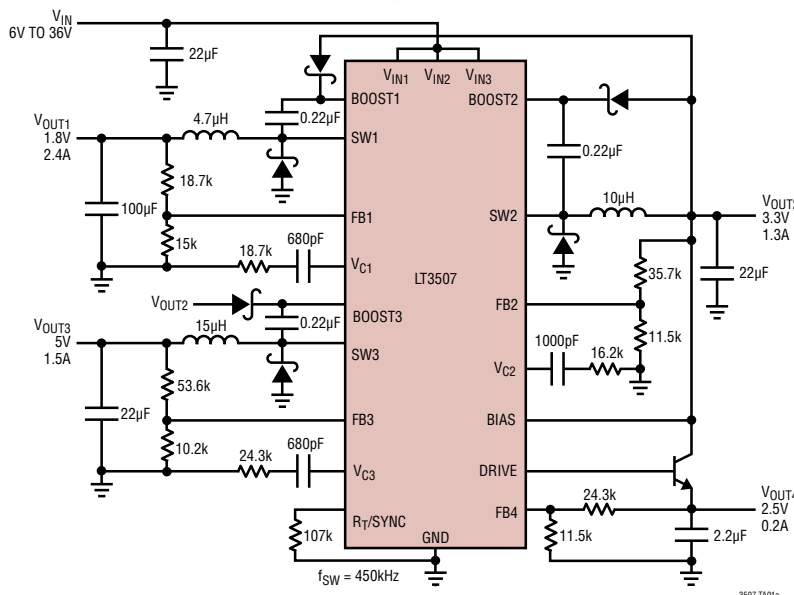 VIN
6V TO 36V
22µF
VIN1 VIN2 VIN3
BOOST1
BOOST2
0.22µF
0.22µF
VOUT1
1.8V
2.4A
4.7µH
SW1
18.7k
100µF
FB1
15k
18.7k
680pF
VC1
LT3507
SW2
10µH
3.3V
1.3A
35.7k
22µF
FB2
11.5k
1000pF
16.2k
VC2
VOUT2
BOOST3
0.22µF
VOUT3
5V
1.5A
15µH
SW3
53.6k
22µF
FB3
10.2k
24.3k
680pF
VC3
BIAS
DRIVE
24.3k
FB4
11.5k
VOUT4
2.5V
0.2A
2.2µF
RT/SYNC
107k
GND
fSW = 450kHz
3507 TA01a